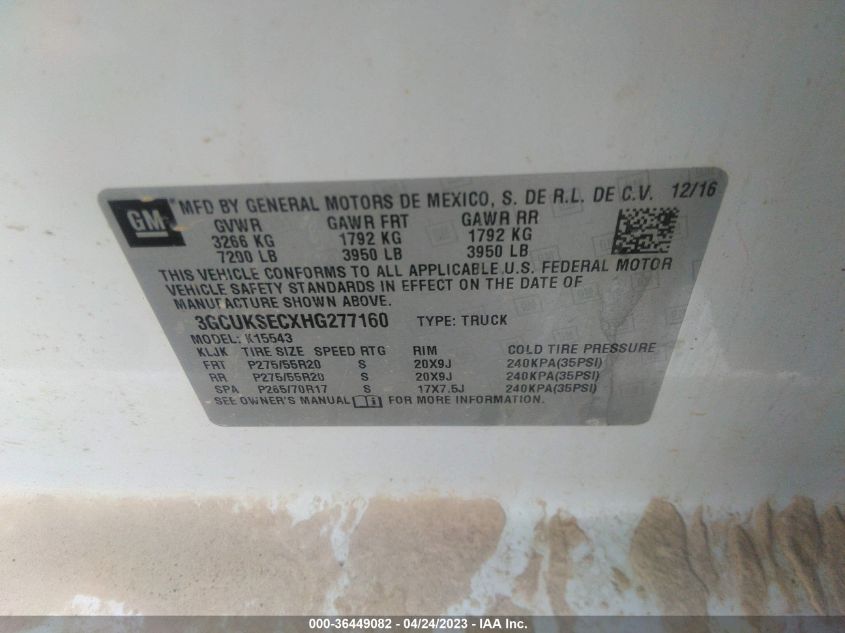 GM MFD BY GENERAL MOTORS DE MEXICO, S. DE R.L. DE C.V. 12/16
GVWR GAWR FRT GAWR RR
3266 KG 1792 KG 1792 KG
7200 LB 3950 LB 3950 LB
THIS VEHICLE CONFORMS TO ALL APPLICABLE U.S. FEDERAL MOTOR
VEHICLE SAFETY STANDARDS IN EFFECT ON THE DATE OF
MANUFACTURE SHOWN ABOVE.
3GCUKSECXHG277160 TYPE: TRUCK
MODEL: K15543
KLJK TIRE SIZE SPEED RTG RIM COLD TIRE PRESSURE
FRT P275/55R20 S 20X9J 240KPA(35PSI)
RR P275/55R20 S 20X9J 240KPA(35PSI)
SPA P265/70R17 S 17X7.5J 240KPA(35PSI)
SEE OWNER'S MANUAL FOR MORE INFORMATION.
000-36449082 - 04/24/2023 - IAA Inc.